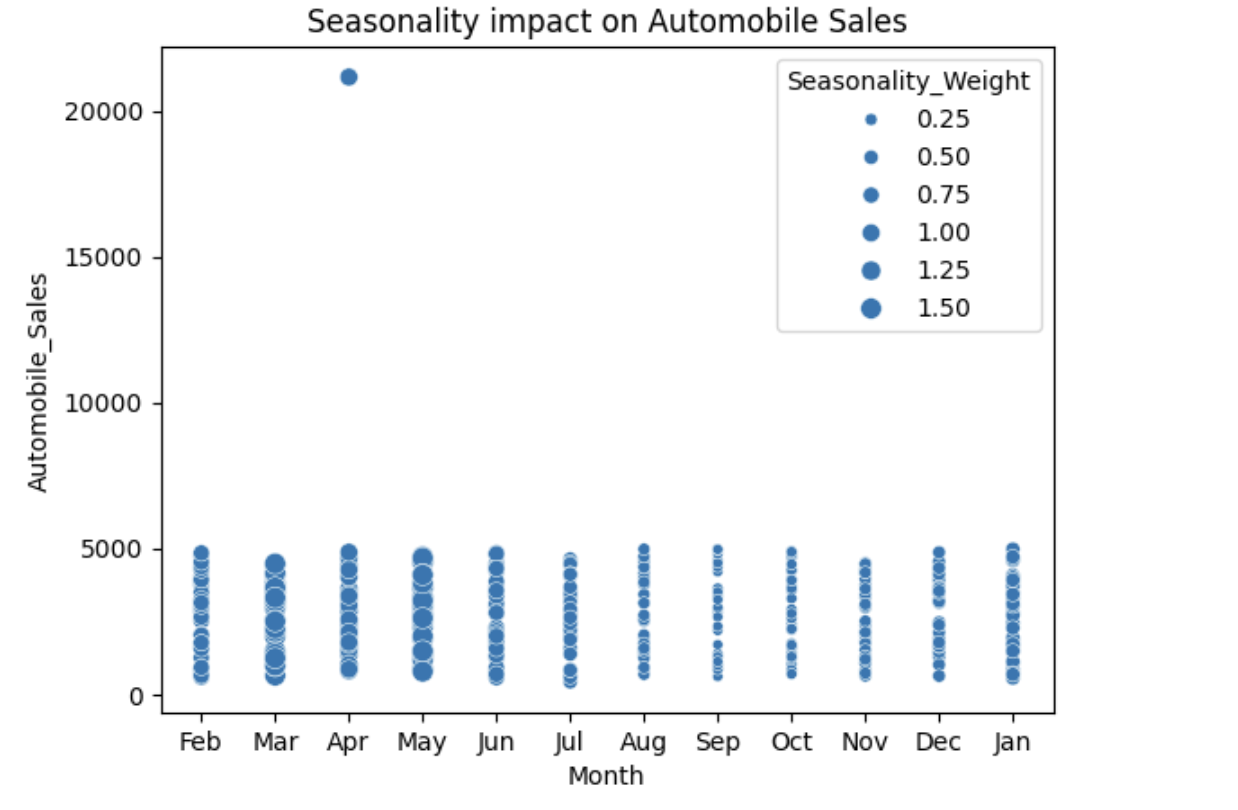 Seasonality impact on Automobile Sales
Seasonality_Weight
0.25
0.50
0.75
1.00
1.25
1.50
Automobile_Sales
20000
15000
10000
5000
0
Feb Mar Apr May Jun Jul Aug Sep Oct Nov Dec Jan
Month